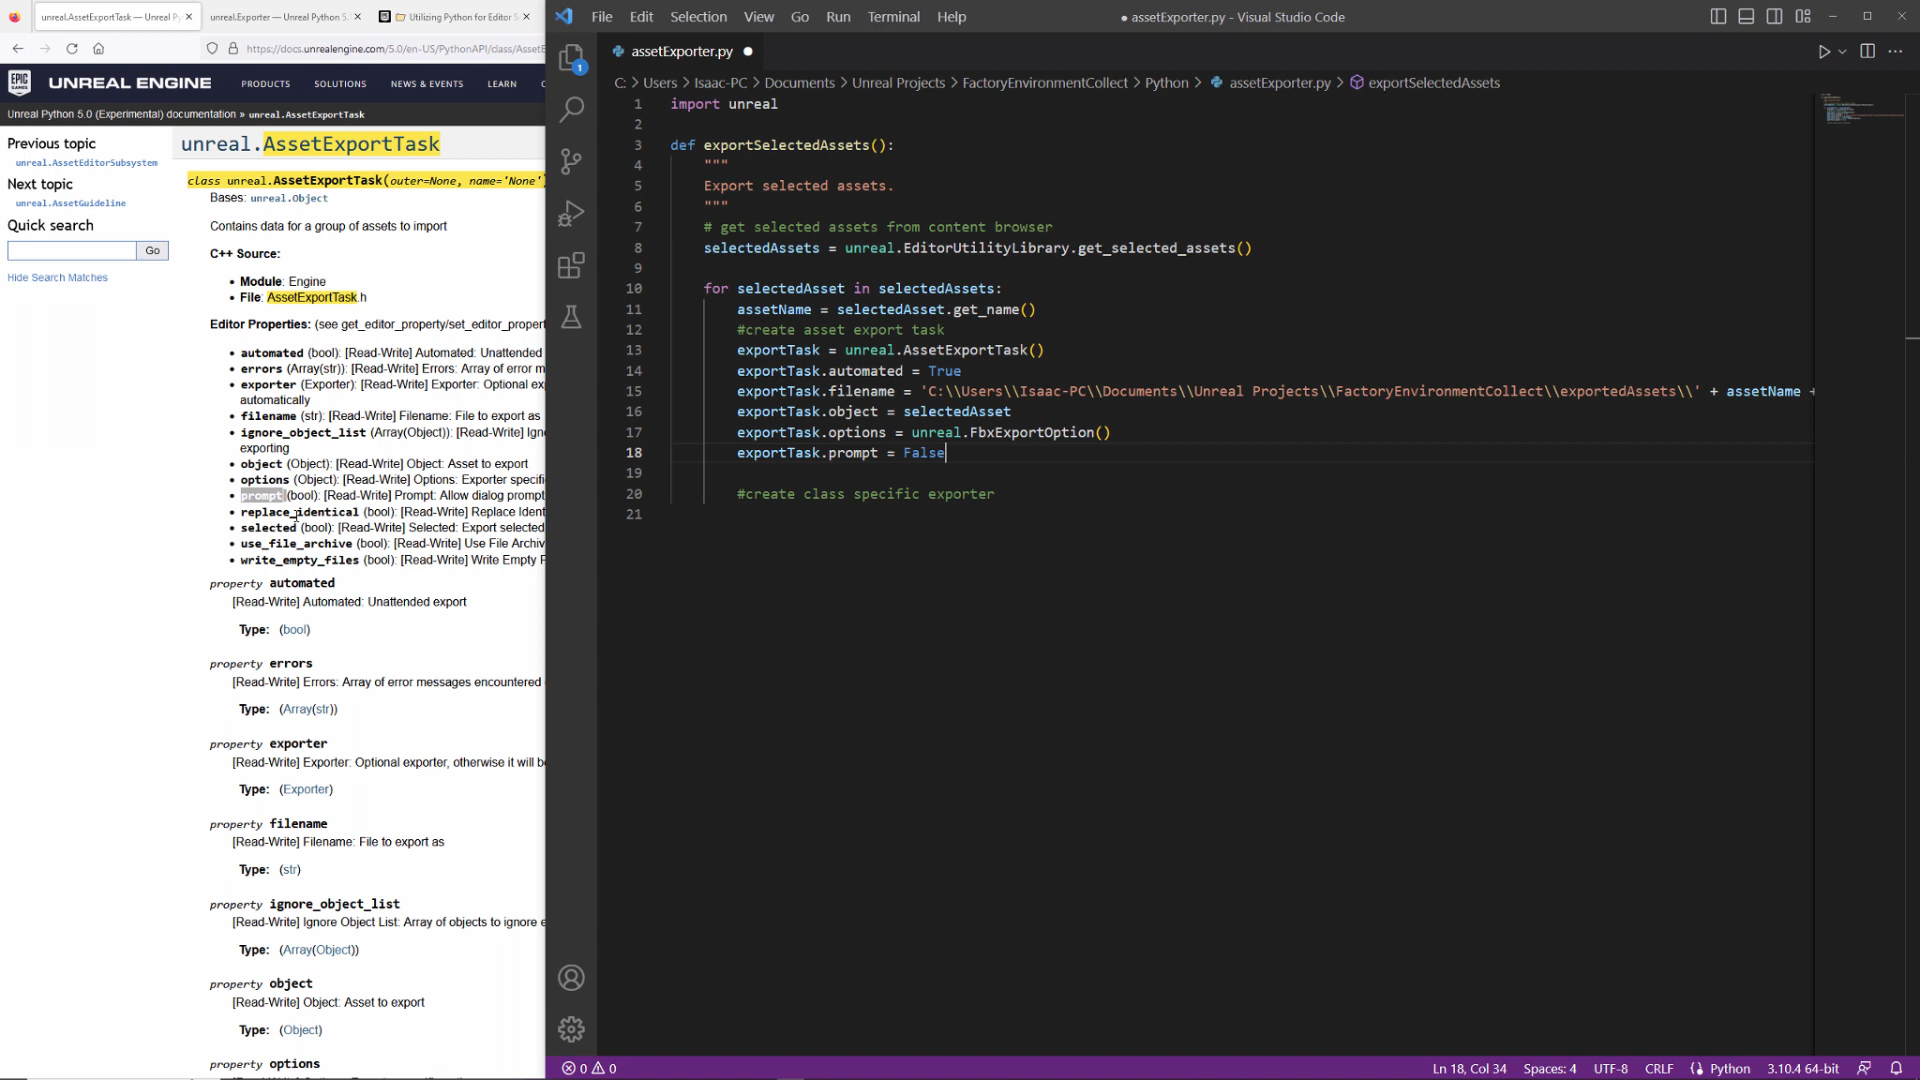 unreal.AssetExportTask — Unreal Py
unreal.Exporter — Unreal Python 5.
Utilizing Python for Editor S
File Edit Selection View Go Run Terminal Help
● assetExporter.py - Visual Studio Code
https://docs.unrealengine.com/5.0/en-US/PythonAPI/class/AssetE
UNREAL ENGINE
PRODUCTS SOLUTIONS NEWS & EVENTS LEARN
Unreal Python 5.0 (Experimental) documentation » unreal.AssetExportTask
Previous topic
unreal.AssetEditorSubsystem
Next topic
unreal.AssetGuideline
Quick search
Go
Hide Search Matches
unreal.AssetExportTask
class unreal.AssetExportTask(outer=None, name='None')
Bases: unreal.Object
Contains data for a group of assets to import
C++ Source:
Module: Engine
File: AssetExportTask.h
Editor Properties: (see get_editor_property/set_editor_propert
automated (bool): [Read-Write] Automated: Unattended
errors (Array(str)): [Read-Write] Errors: Array of error m
exporter (Exporter): [Read-Write] Exporter: Optional ex
automatically
filename (str): [Read-Write] Filename: File to export as
ignore_object_list (Array(Object)): [Read-Write] Ign
exporting
object (Object): [Read-Write] Object: Asset to export
options (Object): [Read-Write] Options: Exporter specifi
prompt (bool): [Read-Write] Prompt: Allow dialog prompt
replace_identical (bool): [Read-Write] Replace Ident
selected (bool): [Read-Write] Selected: Export selected
use_file_archive (bool): [Read-Write] Use File Archiv
write_empty_files (bool): [Read-Write] Write Empty F
property automated
[Read-Write] Automated: Unattended export
Type: (bool)
property errors
[Read-Write] Errors: Array of error messages encountered
Type: (Array(str))
property exporter
[Read-Write] Exporter: Optional exporter, otherwise it will be
Type: (Exporter)
property filename
[Read-Write] Filename: File to export as
Type: (str)
property ignore_object_list
[Read-Write] Ignore Object List: Array of objects to ignore e
Type: (Array(Object))
property object
[Read-Write] Object: Asset to export
Type: (Object)
property options
1
assetExporter.py
C: > Users > Isaac-PC > Documents > Unreal Projects > FactoryEnvironmentCollect > Python > assetExporter.py > exportSelectedAssets
1 import unreal
2
3 def exportSelectedAssets():
4 """
5 Export selected assets.
6 """
7 # get selected assets from content browser
8 selectedAssets = unreal.EditorUtilityLibrary.get_selected_assets()
9
10 for selectedAsset in selectedAssets:
11 assetName = selectedAsset.get_name()
12 #create asset export task
13 exportTask = unreal.AssetExportTask()
14 exportTask.automated = True
15 exportTask.filename = 'C:\\Users\\Isaac-PC\\Documents\\Unreal Projects\\FactoryEnvironmentCollect\\exportedAssets\\' + assetName +
16 exportTask.object = selectedAsset
17 exportTask.options = unreal.FbxExportOption()
18 exportTask.prompt = False
19
20 #create class specific exporter
21
0 0
Ln 18, Col 34 Spaces: 4 UTF-8 CRLF Python 3.10.4 64-bit